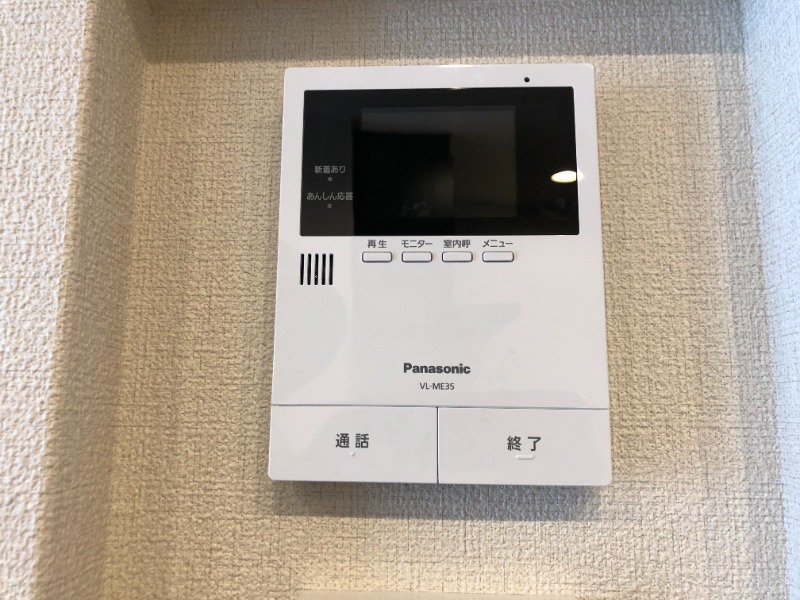 新着あり
あんしん応答
再生 モニター 室内呼 メニュー
Panasonic
VL-ME35
通話 終了